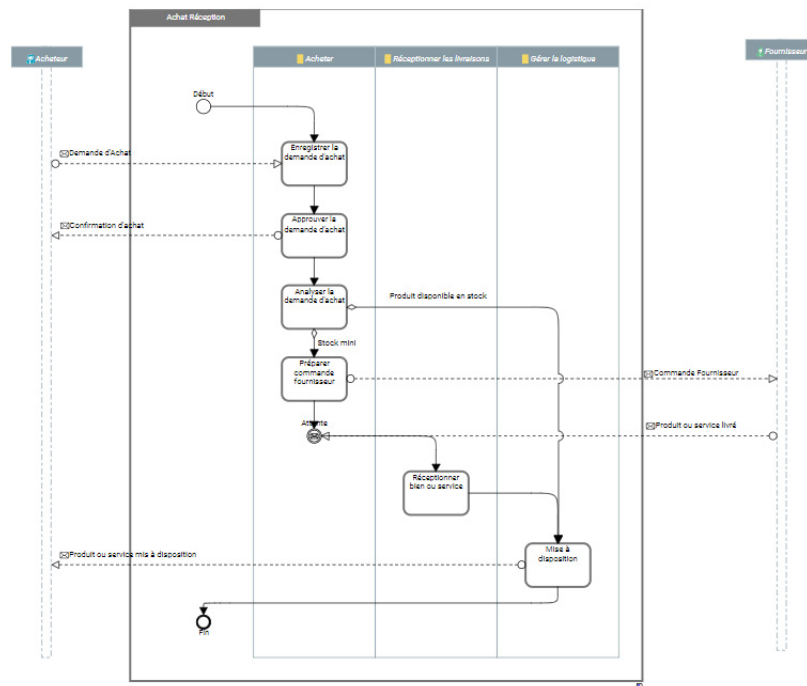 Achat Réception
Acheteur
Acheter
Réceptionner les livraisons
Gérer la logistique
Fournisseur
Début
Enregistrer la
demande d'achat
Demande d'Achat
Approuver la
demande d'achat
Confirmation d'achat
Analyser la
demande d'achat
Produit disponible en stock
Stock mini
Préparer
commande
fournisseur
Commande Fournisseur
Attente
Produit ou service livré
Réceptionner
bien ou service
Mise à
disposition
Produit ou service mis à disposition
Fin